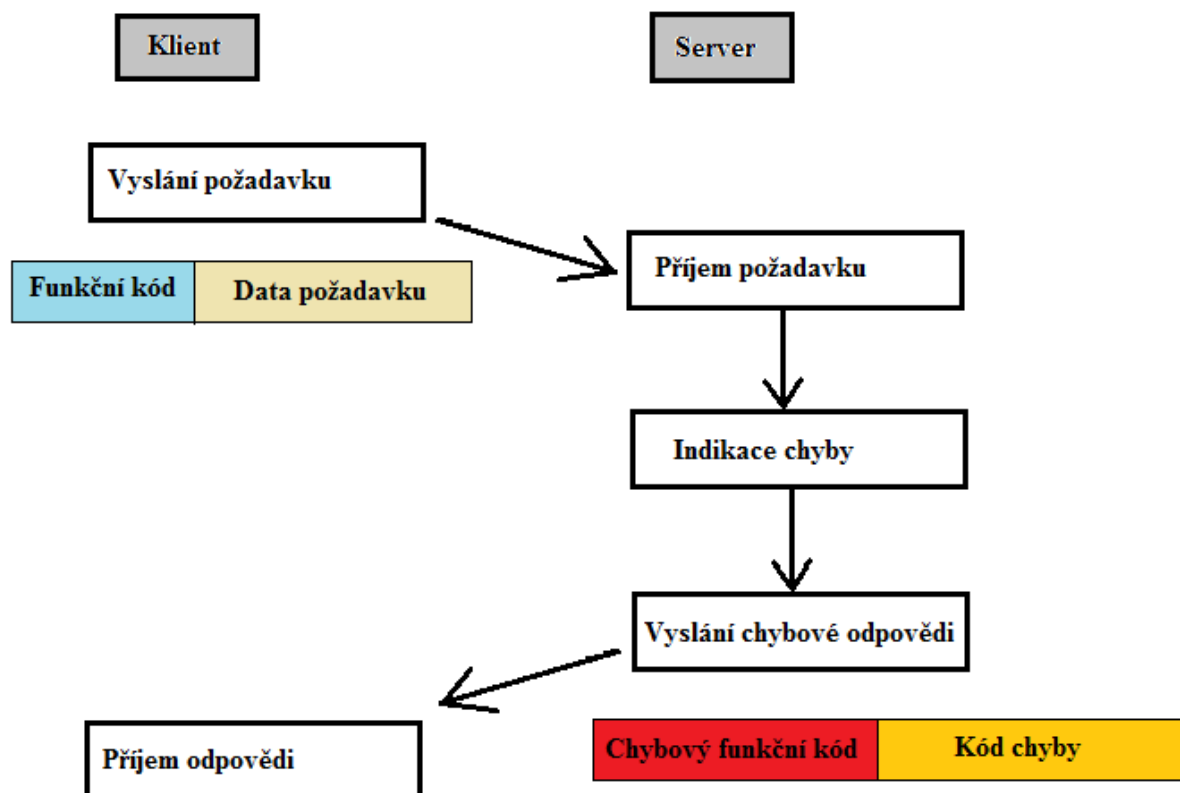 Klient
Server
Vyslání požadavku
Příjem požadavku
Funkční kód
Data požadavku
Indikace chyby
Vyslání chybové odpovědi
Příjem odpovědi
Chybový funkční kód
Kód chyby